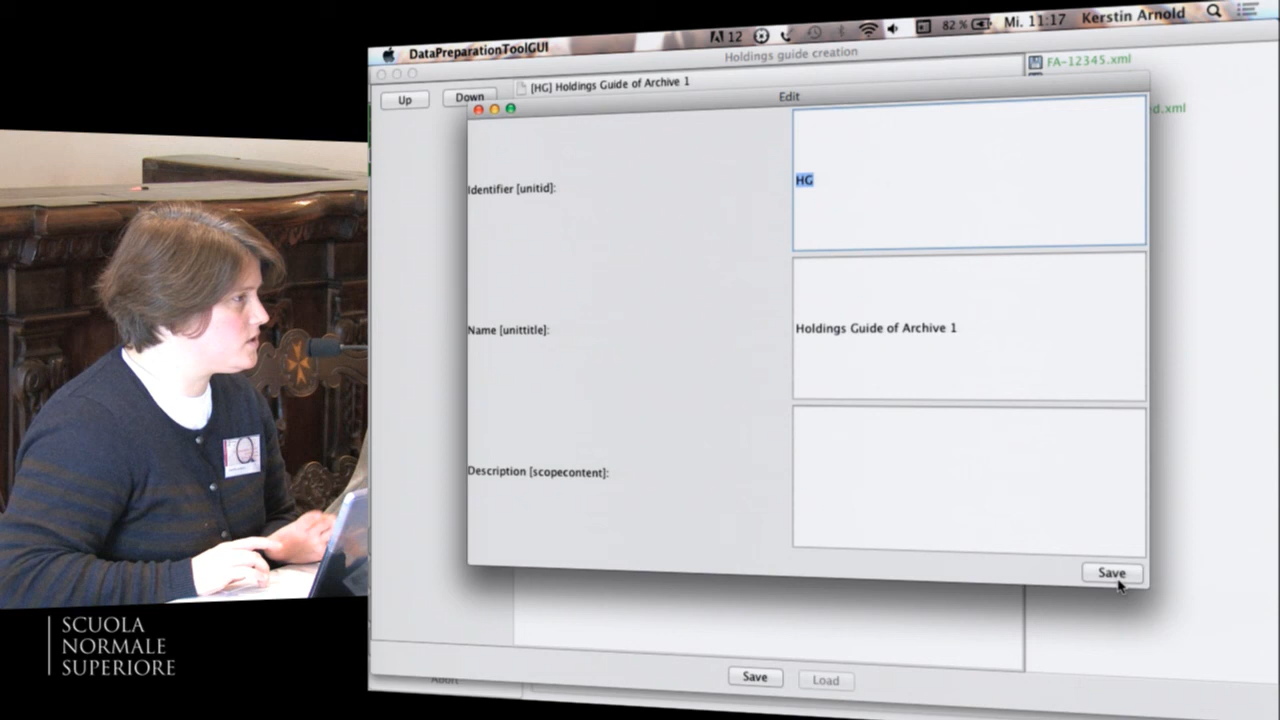 DataPreparationToolGUI
12
82 %
Mi. 11:17
Kerstin Arnold
Holdings guide creation
Up
Down
[HG] Holdings Guide of Archive 1
FA-12345.xml
d.xml
Edit
Identifier [unitid]:
HG
Name [unittitle]:
Holdings Guide of Archive 1
Description [scopecontent]:
Save
Save
Load
SCUOLA
NORMALE
SUPERIORE